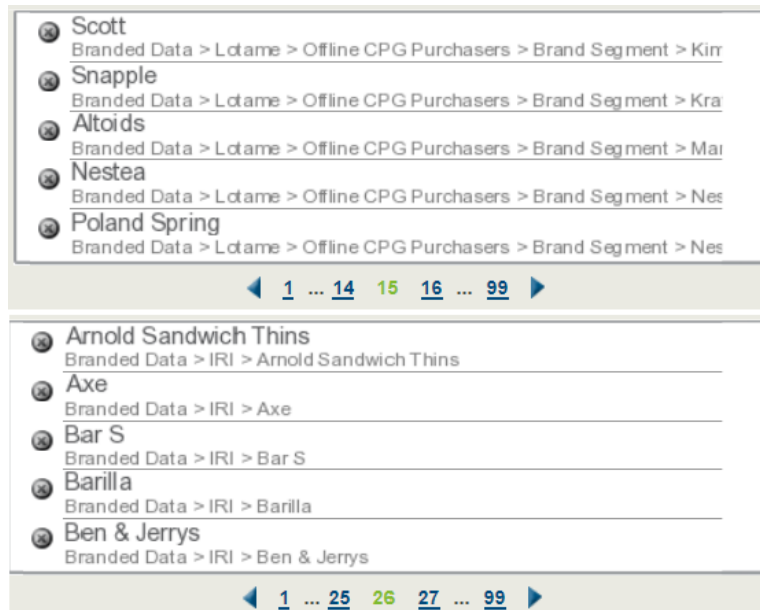 Scott
Branded Data > Lotame > Offline CPG Purchasers > Brand Segment > Kim
Snapple
Branded Data > Lotame > Offline CPG Purchasers > Brand Segment > Kra
Altoids
Branded Data > Lotame > Offline CPG Purchasers > Brand Segment > Mar
Nestea
Branded Data > Lotame > Offline CPG Purchasers > Brand Segment > Nes
Poland Spring
Branded Data > Lotame > Offline CPG Purchasers > Brand Segment > Nes
1 ... 14 15 16 ... 99
Arnold Sandwich Thins
Branded Data > IRI > Arnold Sandwich Thins
Axe
Branded Data > IRI > Axe
Bar S
Branded Data > IRI > Bar S
Barilla
Branded Data > IRI > Barilla
Ben & Jerrys
Branded Data > IRI > Ben & Jerrys
1 ... 25 26 27 ... 99